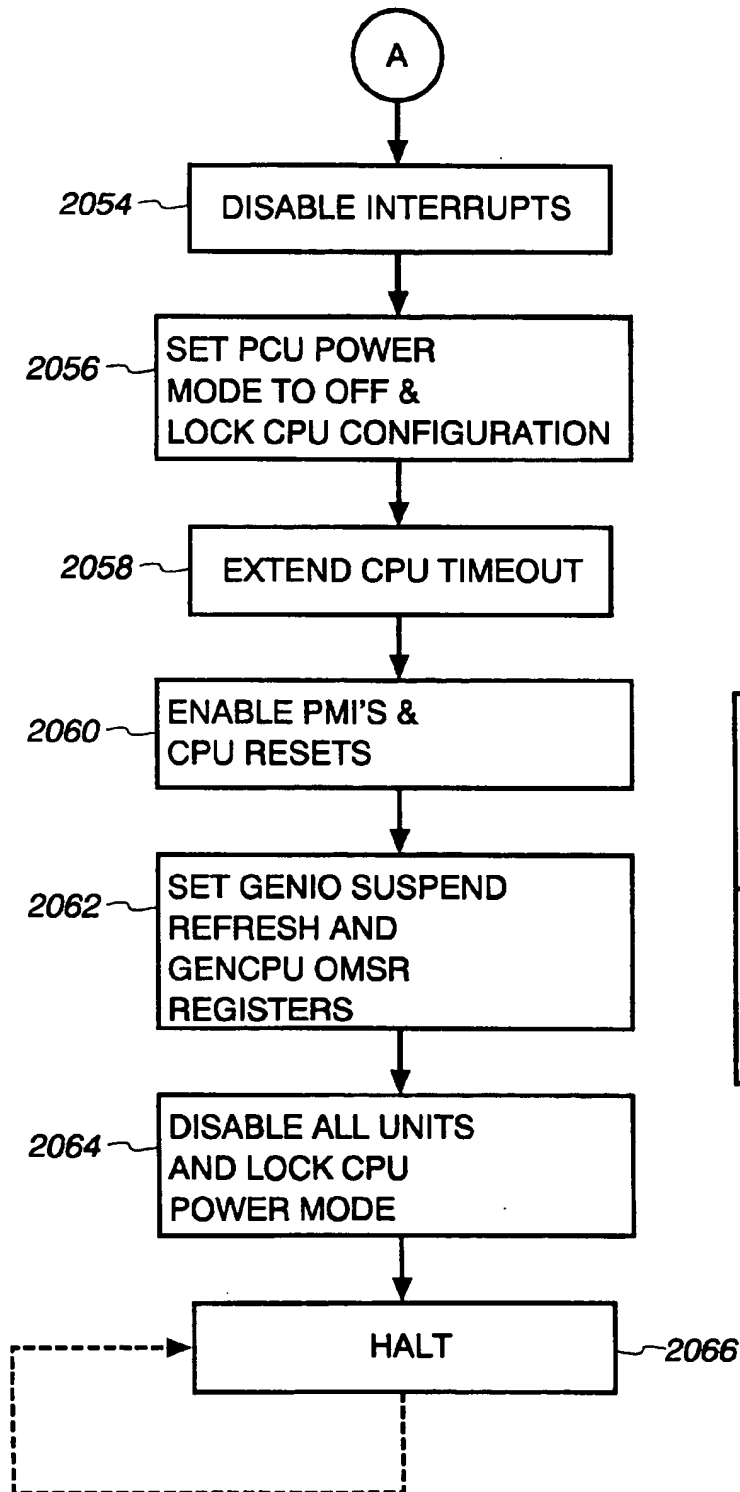 A
2054
DISABLE INTERRUPTS
2056
SET PCU POWER
MODE TO OFF &
LOCK CPU CONFIGURATION
2058
EXTEND CPU TIMEOUT
2060
ENABLE PMI'S &
CPU RESETS
2062
SET GENIO SUSPEND
REFRESH AND
GENCPU OMSR
REGISTERS
2064
DISABLE ALL UNITS
AND LOCK CPU
POWER MODE
HALT
2066